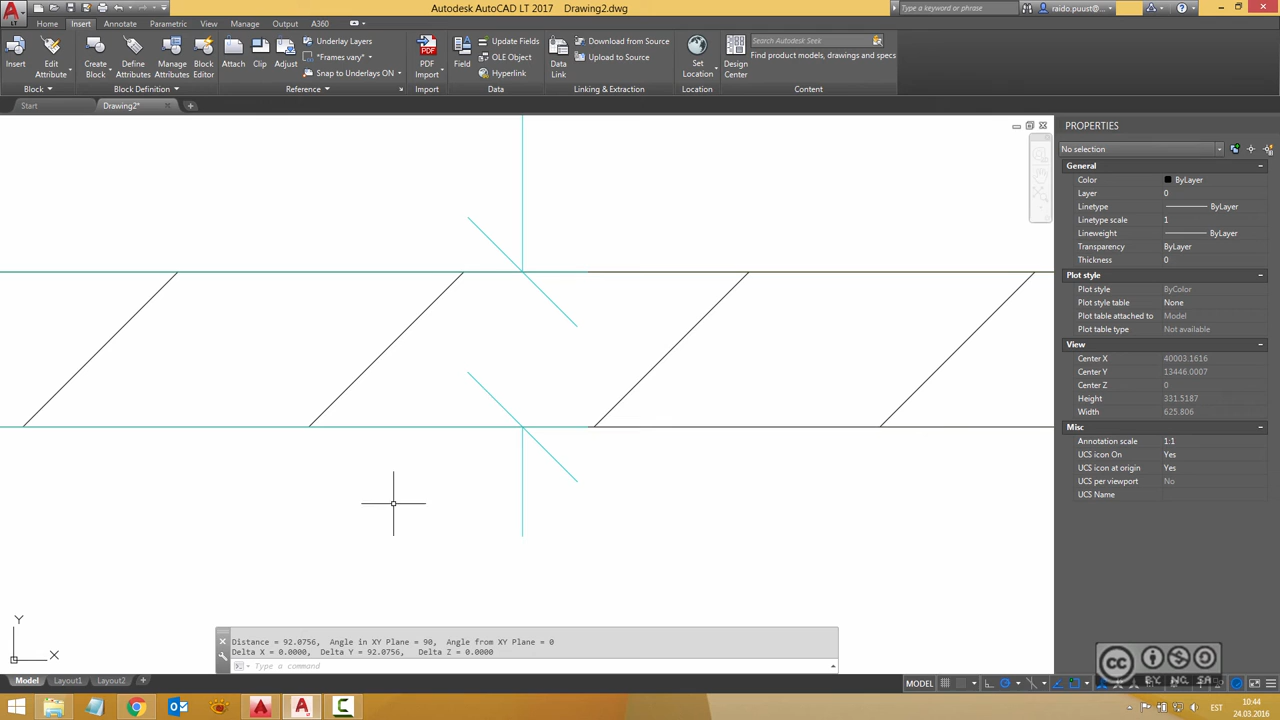 Autodesk AutoCAD LT 2017 Drawing2.dwg
Type a keyword or phrase
raido.puust@...
LT
Home Insert Annotate Parametric View Manage Output A360
Insert
Edit Attribute
Create Block
Define Attributes
Manage Attributes
Block Editor
Attach
Clip
Adjust
Underlay Layers
*Frames vary*
Snap to Underlays ON
PDF Import
Field
Update Fields
OLE Object
Hyperlink
Data Link
Download from Source
Upload to Source
Set Location
Design Center
Search Autodesk Seek
Find product models, drawings and specs
Block Block Definition Reference Import Data Linking & Extraction Location Content
Start Drawing2*
PROPERTIES
No selection
General
Color ByLayer
Layer 0
Linetype ByLayer
Linetype scale 1
Lineweight ByLayer
Transparency ByLayer
Thickness 0
Plot style
Plot style ByColor
Plot style table None
Plot table attached to Model
Plot table type Not available
View
Center X 40003.1616
Center Y 13446.0007
Center Z 0
Height 331.5187
Width 625.806
Misc
Annotation scale 1:1
UCS icon On Yes
UCS icon at origin Yes
UCS per viewport No
UCS Name
Y
X
Distance = 92.0756, Angle in XY Plane = 90, Angle from XY Plane = 0
Delta X = 0.0000, Delta Y = 92.0756, Delta Z = 0.0000
Type a command
Model Layout1 Layout2
MODEL
cc BY NC SA
EST
10:44
24.03.2016